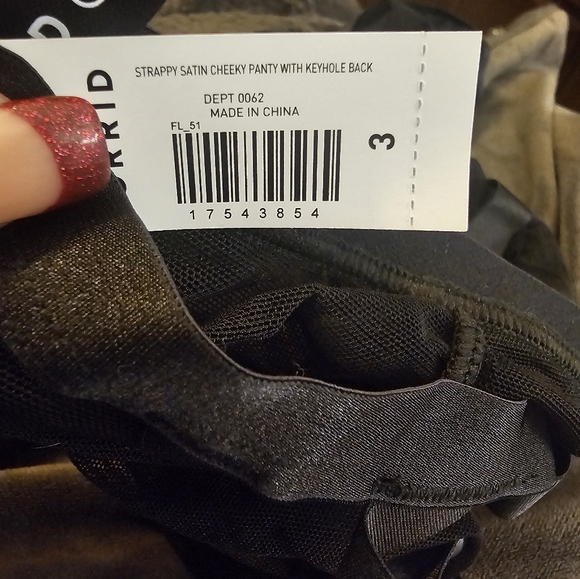 STRAPPY SATIN CHEEKY PANTY WITH KEYHOLE BACK
DEPT 0062
MADE IN CHINA
FL_51
17543854
3